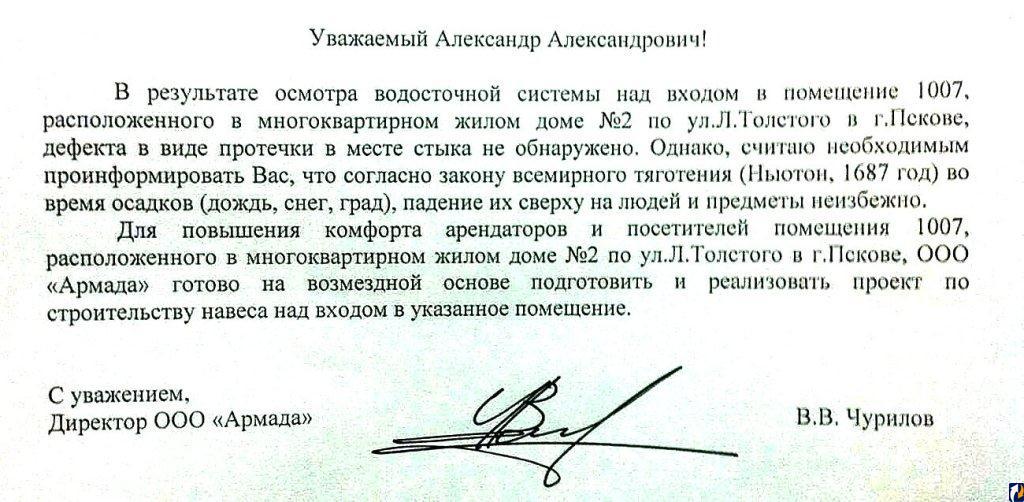 Уважаемый Александр Александрович!
В результате осмотра водосточной системы над входом в помещение 1007,
расположенного в многоквартирном жилом доме №2 по ул.Л.Толстого в г.Пскове,
дефекта в виде протечки в месте стыка не обнаружено. Однако, считаю необходимым
проинформировать Вас, что согласно закону всемирного тяготения (Ньютон, 1687 год) во
время осадков (дождь, снег, град), падение их сверху на людей и предметы неизбежно.
Для повышения комфорта арендаторов и посетителей помещения 1007,
расположенного в многоквартирном жилом доме №2 по ул.Л.Толстого в г.Пскове, ООО
«Армада» готово на возмездной основе подготовить и реализовать проект по
строительству навеса над входом в указанное помещение.
С уважением,
Директор ООО «Армада»
В.В. Чурилов